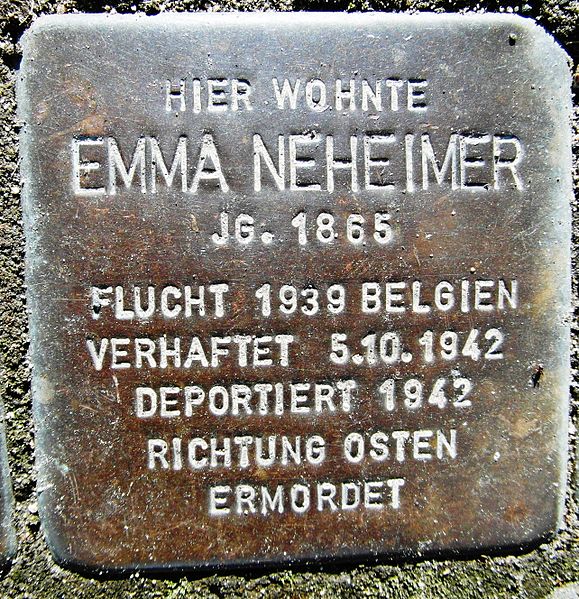 HIER WOHNTE
EMMA NEHEIMER
JG. 1865
FLUCHT 1939 BELGIEN
VERHAFTET 5.10.1942
DEPORTIERT 1942
RICHTUNG OSTEN
ERMORDET